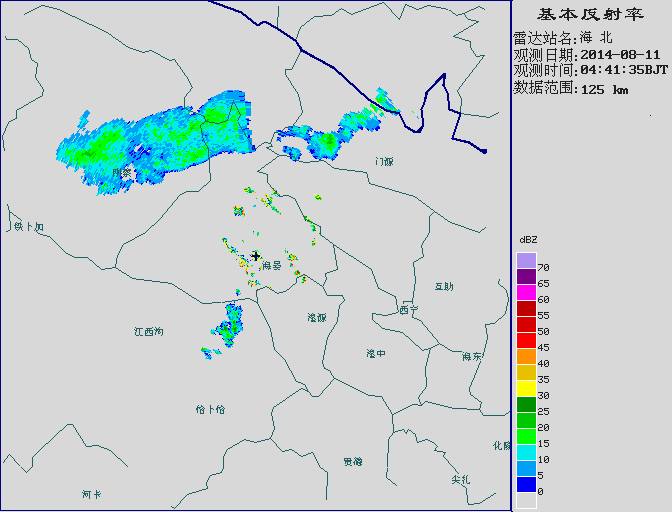 基本反射率
雷达站名:海 北
观测日期:2014-08-11
观测时间:04:41:35BJT
数据范围:125 km
dBZ
70
65
60
55
50
45
40
35
30
25
20
15
10
5
0
门源
铁卜加
海晏
互助
西宁
湟源
江西沟
湟中
海东
恰卜恰
化隆
贵德
尖扎
河卡